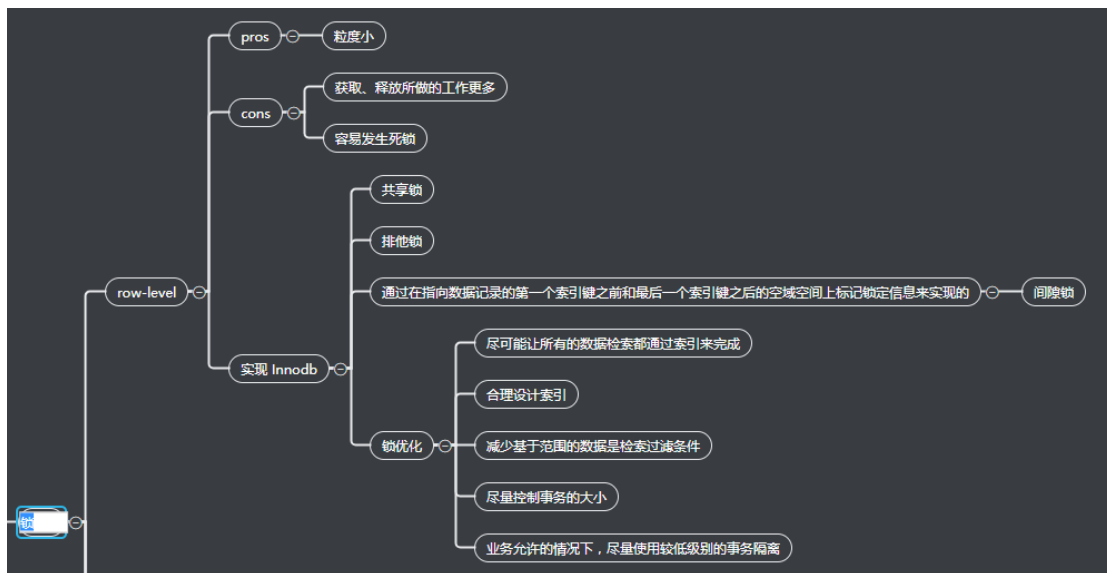 pros
粒度小
获取、释放所做的工作更多
cons
容易发生死锁
共享锁
排他锁
row-level
通过在指向数据记录的第一个索引键之前和最后一个索引键之后的空域空间上标记锁定信息来实现的
间隙锁
尽可能让所有的数据检索都通过索引来完成
实现 Innodb
合理设计索引
锁优化
减少基于范围的数据是检索过滤条件
尽量控制事务的大小
锁
业务允许的情况下，尽量使用较低级别的事务隔离